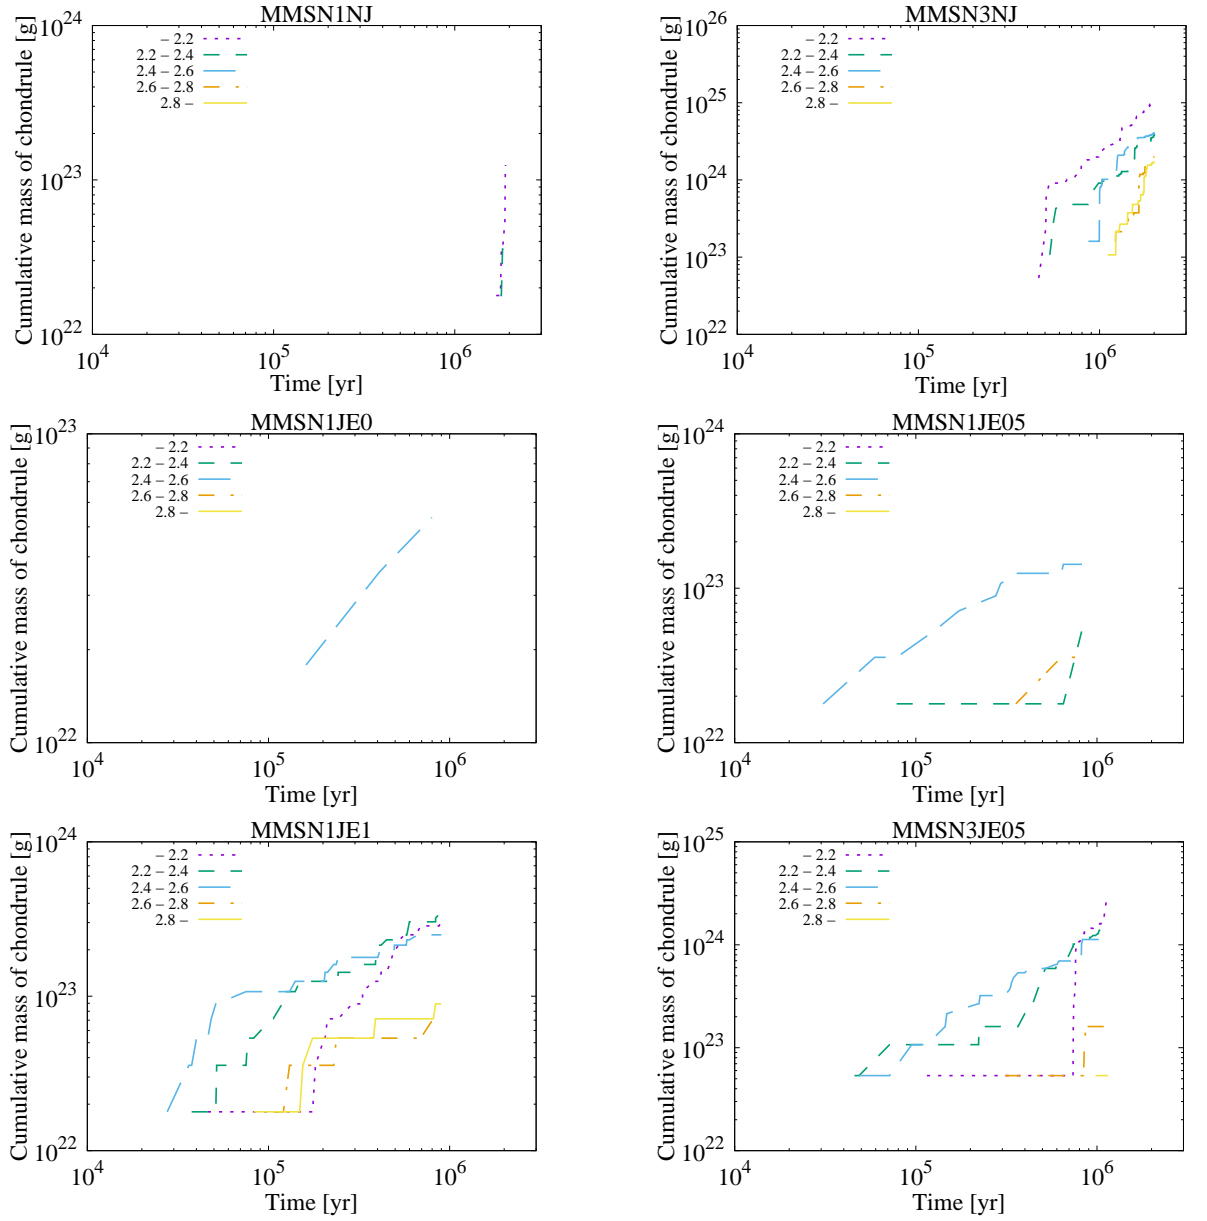 MMSN1NJ
Cumulative mass of chondrule [g]
10^24
10^23
10^22
– 2.2
2.2 – 2.4
2.4 – 2.6
2.6 – 2.8
2.8 –
10^4
10^5
10^6
Time [yr]
MMSN3NJ
Cumulative mass of chondrule [g]
10^26
10^25
10^24
10^23
10^22
– 2.2
2.2 – 2.4
2.4 – 2.6
2.6 – 2.8
2.8 –
10^4
10^5
10^6
Time [yr]
MMSN1JE0
Cumulative mass of chondrule [g]
10^23
10^22
– 2.2
2.2 – 2.4
2.4 – 2.6
2.6 – 2.8
2.8 –
10^4
10^5
10^6
Time [yr]
MMSN1JE05
Cumulative mass of chondrule [g]
10^24
10^23
10^22
– 2.2
2.2 – 2.4
2.4 – 2.6
2.6 – 2.8
2.8 –
10^4
10^5
10^6
Time [yr]
MMSN1JE1
Cumulative mass of chondrule [g]
10^24
10^23
10^22
– 2.2
2.2 – 2.4
2.4 – 2.6
2.6 – 2.8
2.8 –
10^4
10^5
10^6
Time [yr]
MMSN3JE05
Cumulative mass of chondrule [g]
10^25
10^24
10^23
10^22
– 2.2
2.2 – 2.4
2.4 – 2.6
2.6 – 2.8
2.8 –
10^4
10^5
10^6
Time [yr]